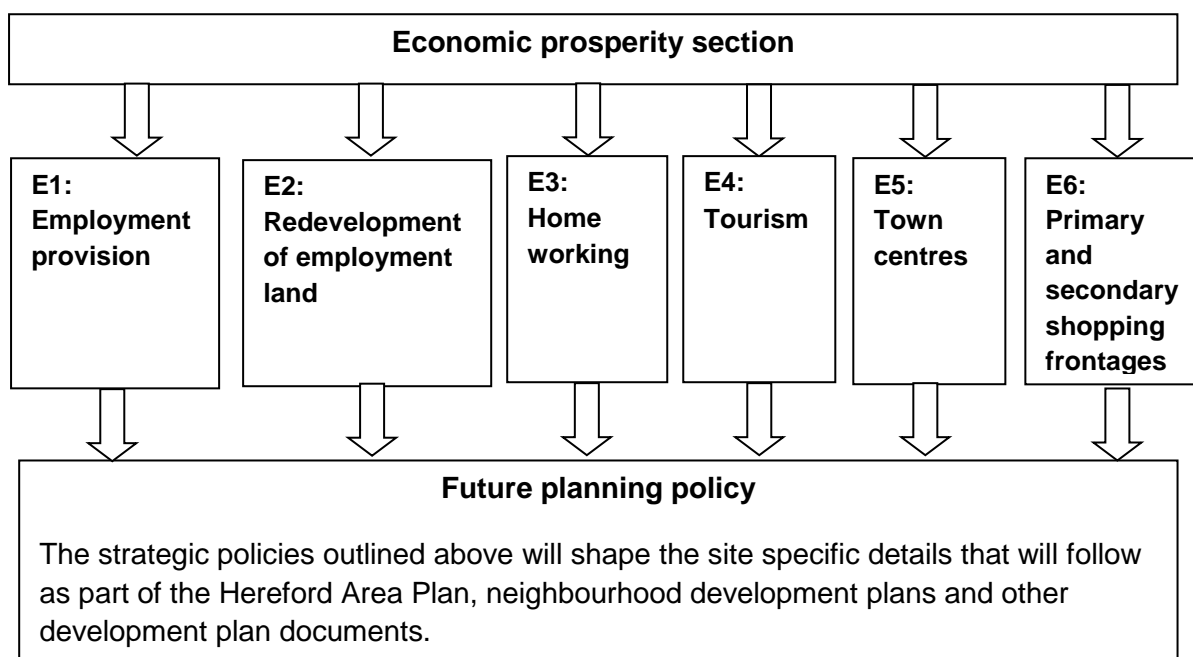 Economic prosperity section
E1:
Employment
provision
E2:
Redevelopment
of employment
land
E3:
Home
working
E4:
Tourism
E5:
Town
centres
E6:
Primary
and
secondary
shopping
frontages
Future planning policy
The strategic policies outlined above will shape the site specific details that will follow
as part of the Hereford Area Plan, neighbourhood development plans and other
development plan documents.